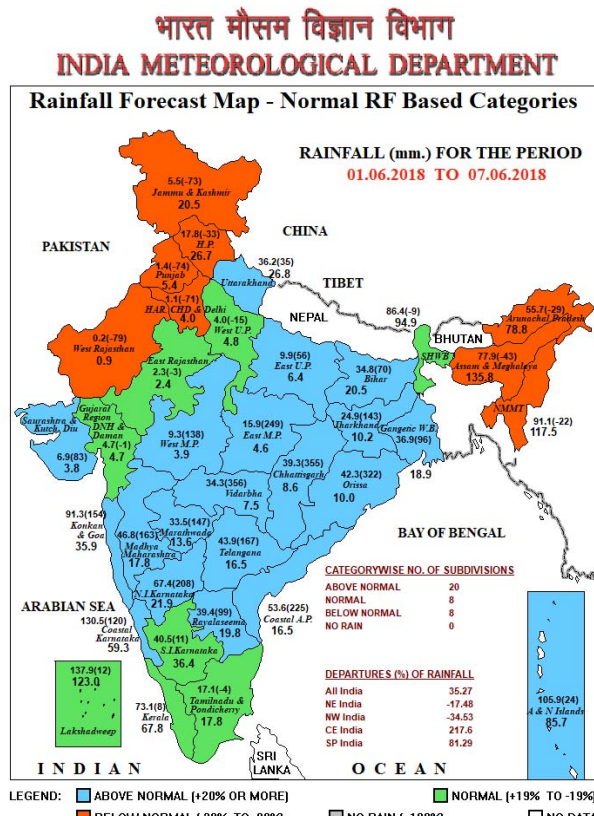 भारत मौसम विज्ञान विभाग
INDIA METEOROLOGICAL DEPARTMENT
Rainfall Forecast Map - Normal RF Based Categories
RAINFALL (mm.) FOR THE PERIOD
01.06.2018 TO 07.06.2018
5.5(-73)
Jammu & Kashmir
20.5
PAKISTAN
CHINA
17.8(-33)
H.P.
26.7
36.2(35)
26.8
Uttarakhand
TIBET
1.4(-74)
Punjab
5.4
1.1(-71)
HAR. CHD & Delhi
4.0
4.0(-15)
West U.P.
4.8
NEPAL
86.4(-9)
94.9
SHWB
BHUTAN
55.7(-29)
Arunachal Pradesh
78.8
0.2(-79)
West Rajasthan
0.9
East Rajasthan
2.3(-3)
2.4
9.9(56)
East U.P.
6.4
34.8(70)
Bihar
20.5
77.9(-43)
Assam & Meghalaya
135.8
NMMT
91.1(-22)
117.5
Saurashtra &
Kutch, Diu
6.9(83)
3.8
Gujarat
Region
DNH &
Daman
4.7(-1)
4.7
9.3(138)
West M.P.
3.9
15.9(249)
East M.P.
4.6
24.9(143)
Jharkhand
10.2
Gangetic W.B.
36.9(96)
18.9
39.3(355)
Chhattisgarh
8.6
42.3(322)
Orissa
10.0
34.3(356)
Vidarbha
7.5
91.3(154)
Konkan
& Goa
35.9
46.8(163)
Madhya
Maharashtra
17.8
33.5(147)
Marathwada
13.6
43.9(167)
Telangana
16.5
BAY OF BENGAL
67.4(208)
N.I.Karnataka
21.9
39.4(99)
Rayalaseema
19.8
53.6(225)
Coastal A.P.
16.5
ARABIAN SEA
130.5(120)
Coastal
Karnataka
59.3
40.5(11)
S.I.Karnataka
36.4
CATEGORYWISE NO. OF SUBDIVISIONS
ABOVE NORMAL 20
NORMAL 8
BELOW NORMAL 8
NO RAIN 0
137.9(12)
123.0
Lakshadweep
73.1(8)
Kerala
67.8
17.1(-4)
Tamilnadu &
Pondicherry
17.8
DEPARTURES (%) OF RAINFALL
All India 35.27
NE India -17.48
NW India -34.53
CE India 217.6
SP India 81.29
105.9(24)
A & N Islands
85.7
SRI
LANKA
INDIAN OCEAN
LEGEND: ABOVE NORMAL (+20% OR MORE) NORMAL (+19% TO -19%)